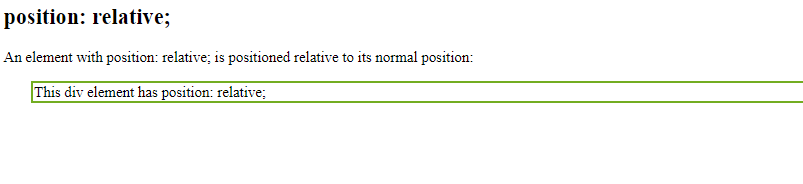 position: relative;
An element with position: relative; is positioned relative to its normal position:
This div element has position: relative;